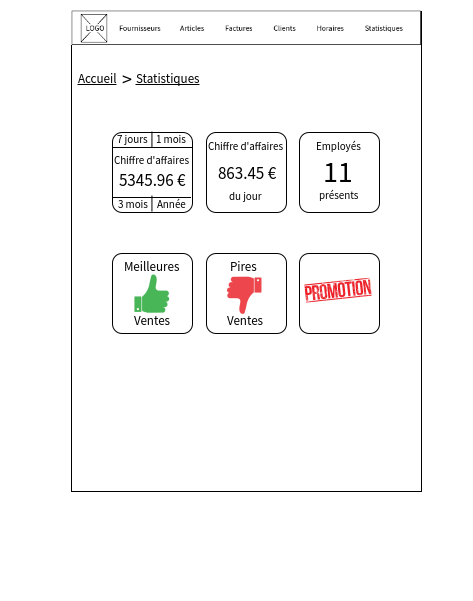 LOGO Fournisseurs Articles Factures Clients Horaires Statistiques
Accueil > Statistiques
7 jours 1 mois
Chiffre d'affaires
5345.96 €
3 mois Année
Chiffre d'affaires
863.45 €
du jour
Employés
11
présents
Meilleures
Ventes
Pires
Ventes
PROMOTION